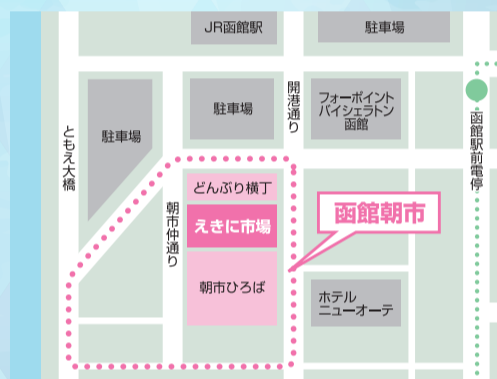 JR函館駅
駐車場
駐車場
駐車場
開港通り
フォーポイント
バイシェラトン
函館
函館駅前電停
ともえ大橋
朝市仲通り
どんぶり横丁
えきに市場
朝市ひろば
函館朝市
ホテル
ニューオーテ